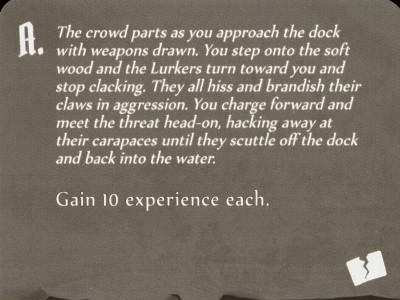 A. The crowd parts as you approach the dock
with weapons drawn. You step onto the soft
wood and the Lurkers turn toward you and
stop clacking. They all hiss and brandish their
claws in aggression. You charge forward and
meet the threat head-on, hacking away at
their carapaces until they scuttle off the dock
and back into the water.
Gain 10 experience each.